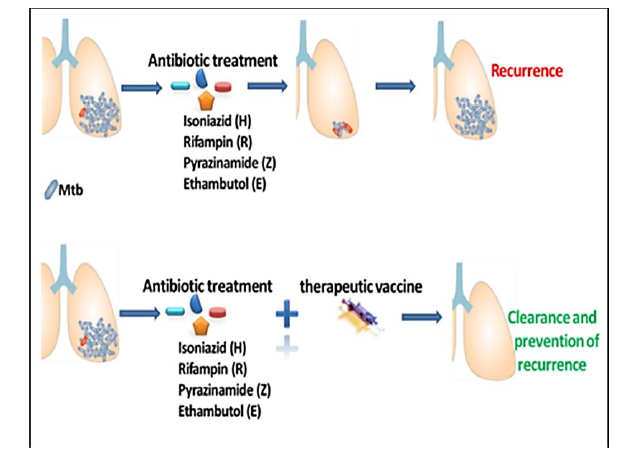 Antibiotic treatment
Recurrence
Isoniazid (H)
Rifampin (R)
Pyrazinamide (Z)
Ethambutol (E)
Mtb
Antibiotic treatment
therapeutic vaccine
Isoniazid (H)
Rifampin (R)
Pyrazinamide (Z)
Ethambutol (E)
Clearance and
prevention of
recurrence